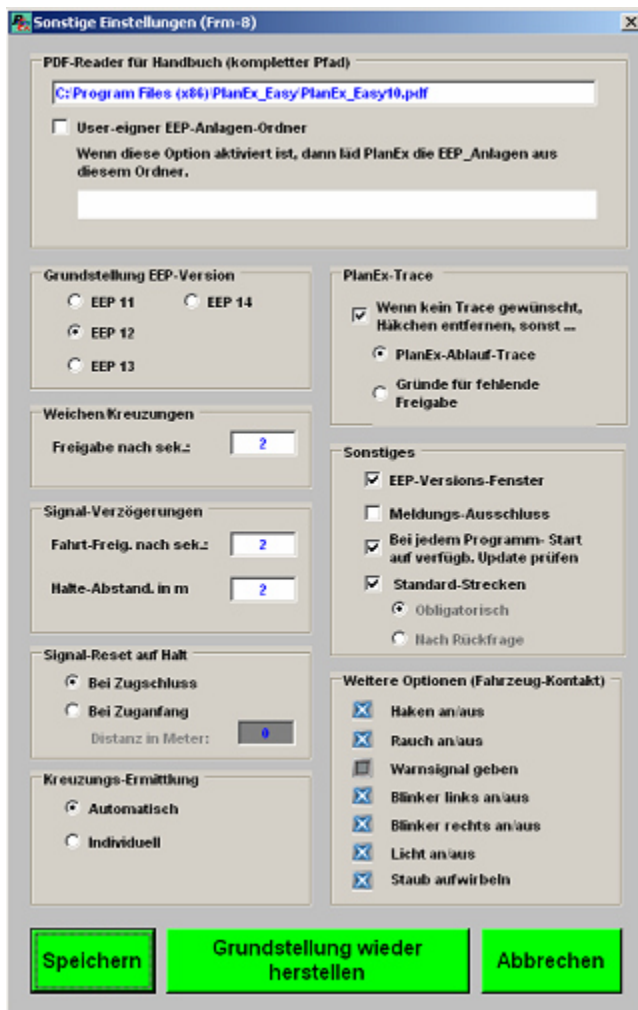 Sonstige Einstellungen (Frm-8)
PDF-Reader für Handbuch (kompletter Pfad)
C:\Program Files (x86)\PlanEx_Easy\PlanEx_Easy10.pdf
User-eigner EEP-Anlagen-Ordner
Wenn diese Option aktiviert ist, dann läd PlanEx die EEP_Anlagen aus
diesem Ordner.
Grundstellung EEP-Version
EEP 11
EEP 14
EEP 12
EEP 13
Weichen/Kreuzungen
Freigabe nach sek.: 2
Signal-Verzögerungen
Fahrt-Freig. nach sek.: 2
Halte-Abstand. in m 2
Signal-Reset auf Halt
Bei Zugschluss
Bei Zuganfang
Distanz in Meter: 0
Kreuzungs-Ermittlung
Automatisch
Individuell
PlanEx-Trace
Wenn kein Trace gewünscht,
Häkchen entfernen, sonst ...
PlanEx-Ablauf-Trace
Gründe für fehlende
Freigabe
Sonstiges
EEP-Versions-Fenster
Meldungs-Ausschluss
Bei jedem Programm- Start
auf verfügb. Update prüfen
Standard-Strecken
Obligatorisch
Nach Rückfrage
Weitere Optionen (Fahrzeug-Kontakt)
Haken an/aus
Rauch an/aus
Warnsignal geben
Blinker links an/aus
Blinker rechts an/aus
Licht an/aus
Staub aufwirbeln
Speichern
Grundstellung wieder
herstellen
Abbrechen